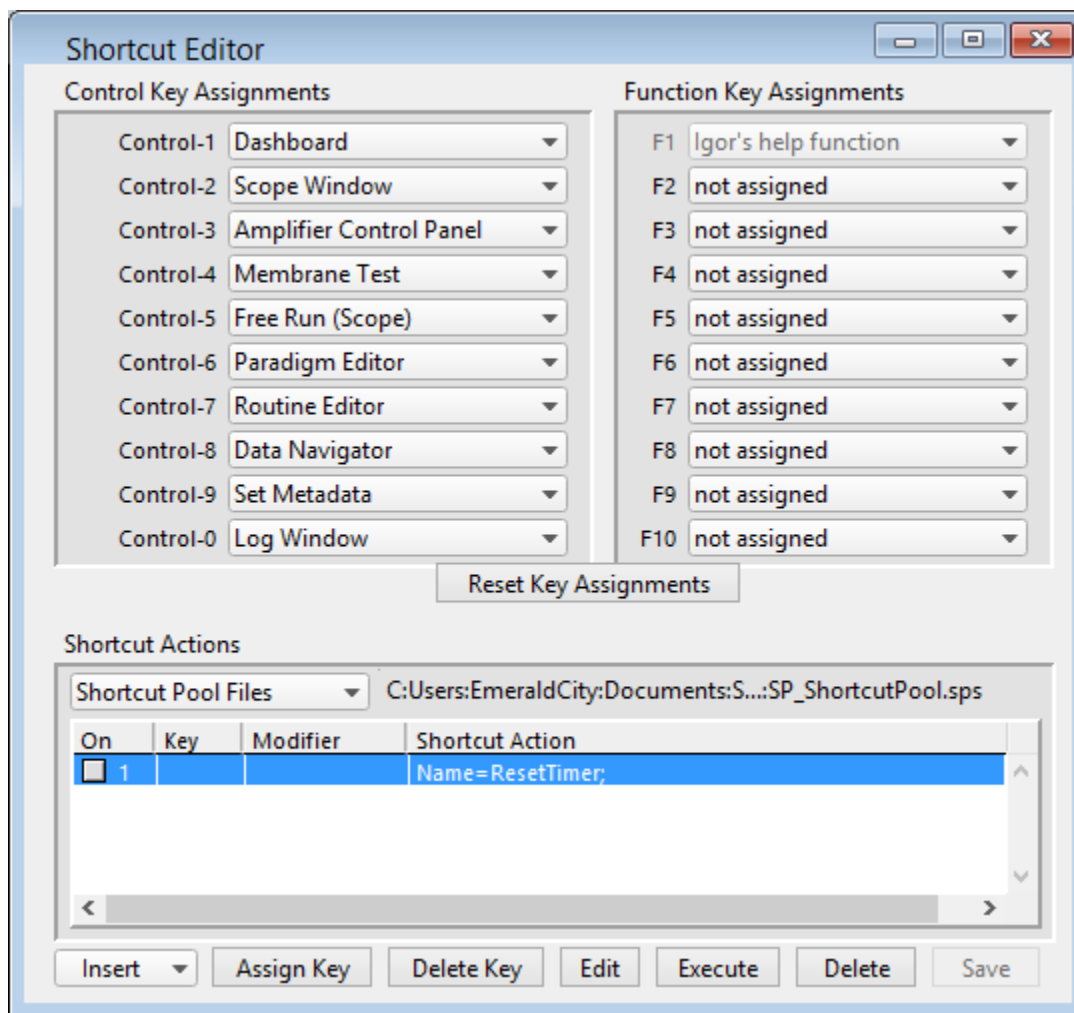 Shortcut Editor
Control Key Assignments
Function Key Assignments
Control-1 Dashboard
F1 Igor's help function
Control-2 Scope Window
F2 not assigned
Control-3 Amplifier Control Panel
F3 not assigned
Control-4 Membrane Test
F4 not assigned
Control-5 Free Run (Scope)
F5 not assigned
Control-6 Paradigm Editor
F6 not assigned
Control-7 Routine Editor
F7 not assigned
Control-8 Data Navigator
F8 not assigned
Control-9 Set Metadata
F9 not assigned
Control-0 Log Window
F10 not assigned
Reset Key Assignments
Shortcut Actions
Shortcut Pool Files C:Users:EmeraldCity:Documents:S...:SP_ShortcutPool.sps
On Key Modifier Shortcut Action
1 Name=ResetTimer;
Insert Assign Key Delete Key Edit Execute Delete Save